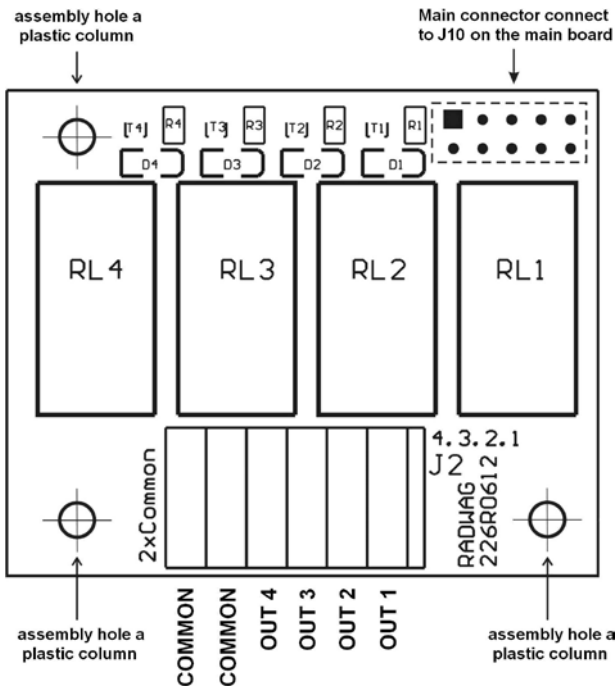 assembly hole a
plastic column
Main connector connect
to J10 on the main board
T4 R4 T3 R3 T2 R2 T1 R1
D4 D3 D2 D1
RL4 RL3 RL2 RL1
4.3.2.1
J2
2xCommon
RADWAG
226R0612
COMMON
COMMON
OUT 4
OUT 3
OUT 2
OUT 1
assembly hole a
plastic column
assembly hole a
plastic column